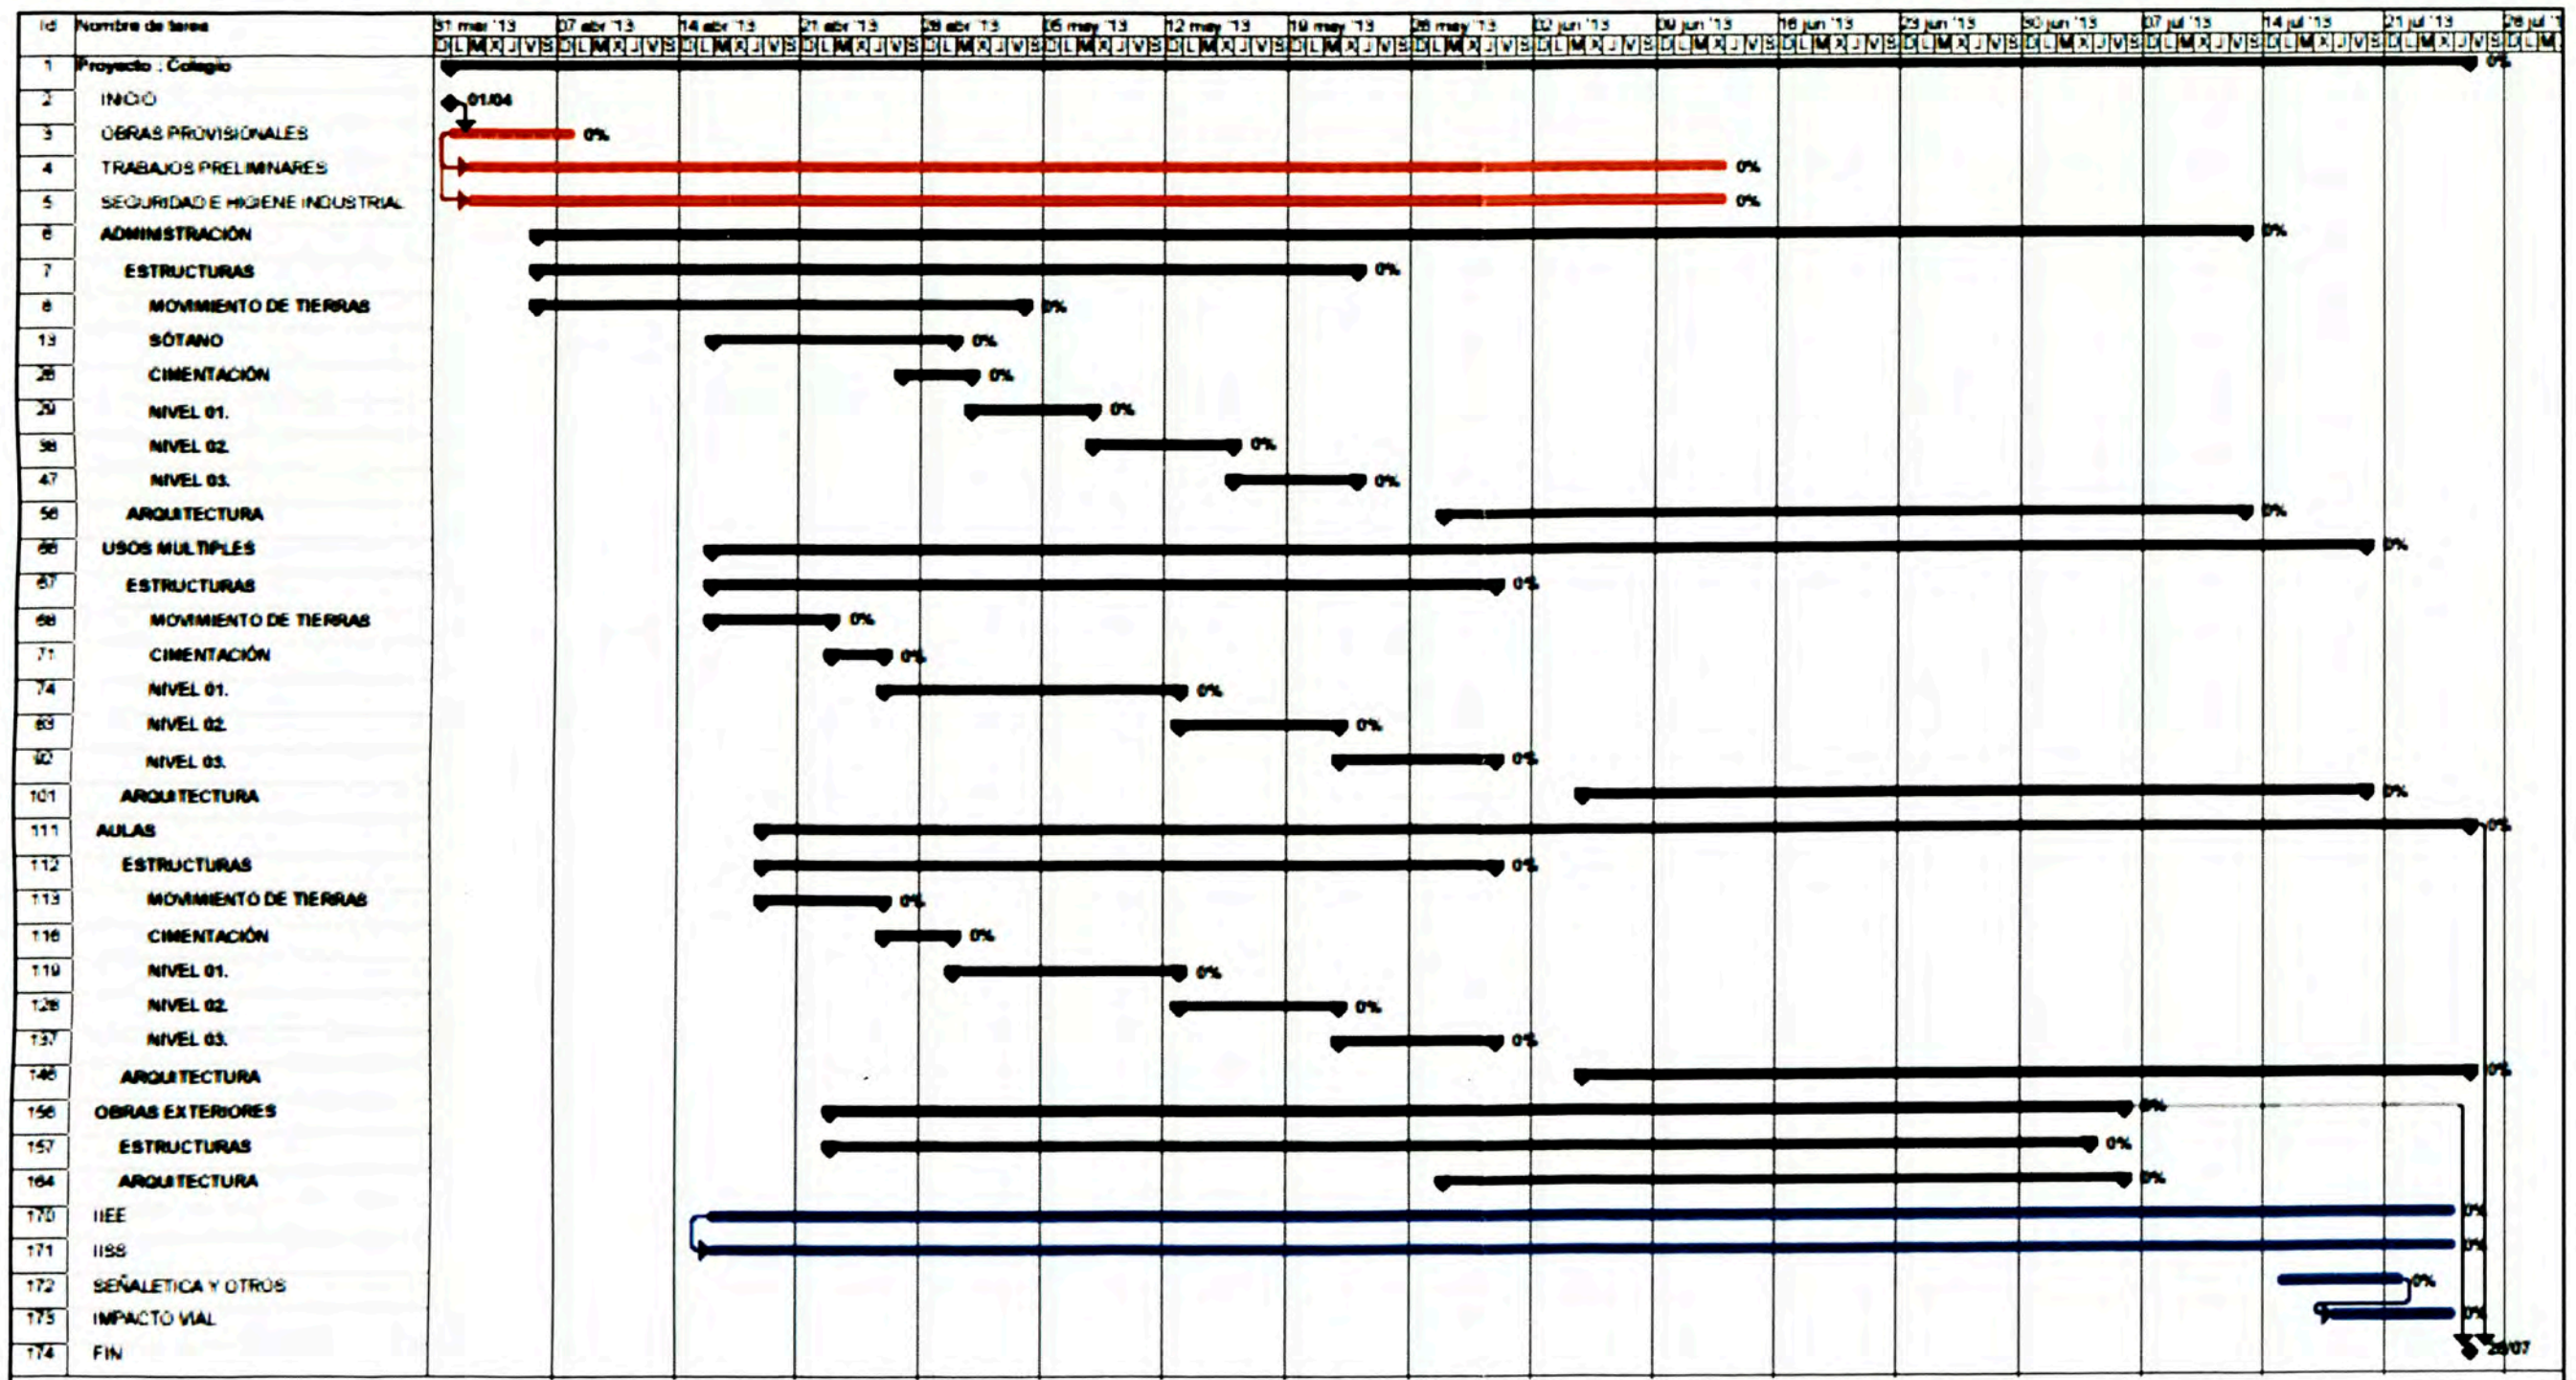 Id Nombre de tarea 31 mar '13 07 abr '13 14 abr '13 21 abr '13 28 abr '13 05 may '13 12 may '13 19 may '13 26 may '13 02 jun '13 09 jun '13 16 jun '13 23 jun '13 30 jun '13 07 jul '13 14 jul '13 21 jul '13 28 jul '1
D L M X J V S D L M X J V S D L M X J V S D L M X J V S D L M X J V S D L M X J V S D L M X J V S D L M X J V S D L M X J V S D L M X J V S D L M X J V S D L M X J V S D L M X J V S D L M X J V S D L M X J V S D L M X J V S D L M X J V S D L M
1 Proyecto : Colegio 0%
2 INICIO 01/04
3 OBRAS PROVISIONALES 0%
4 TRABAJOS PRELIMINARES 0%
5 SEGURIDAD E HIGIENE INDUSTRIAL 0%
6 ADMINISTRACIÓN 0%
7 ESTRUCTURAS 0%
8 MOVIMIENTO DE TIERRAS 0%
13 SÓTANO 0%
26 CIMENTACIÓN 0%
29 NIVEL 01. 0%
38 NIVEL 02. 0%
47 NIVEL 03. 0%
56 ARQUITECTURA 0%
66 USOS MULTIPLES 0%
67 ESTRUCTURAS 0%
68 MOVIMIENTO DE TIERRAS 0%
71 CIMENTACIÓN 0%
74 NIVEL 01. 0%
83 NIVEL 02. 0%
92 NIVEL 03. 0%
101 ARQUITECTURA 0%
111 AULAS 0%
112 ESTRUCTURAS 0%
113 MOVIMIENTO DE TIERRAS 0%
116 CIMENTACIÓN 0%
119 NIVEL 01. 0%
128 NIVEL 02. 0%
137 NIVEL 03. 0%
146 ARQUITECTURA 0%
156 OBRAS EXTERIORES 0%
157 ESTRUCTURAS 0%
164 ARQUITECTURA 0%
170 IIEE 0%
171 IISS 0%
172 SEÑALETICA Y OTROS 0%
173 IMPACTO VIAL 0%
174 FIN 26/07